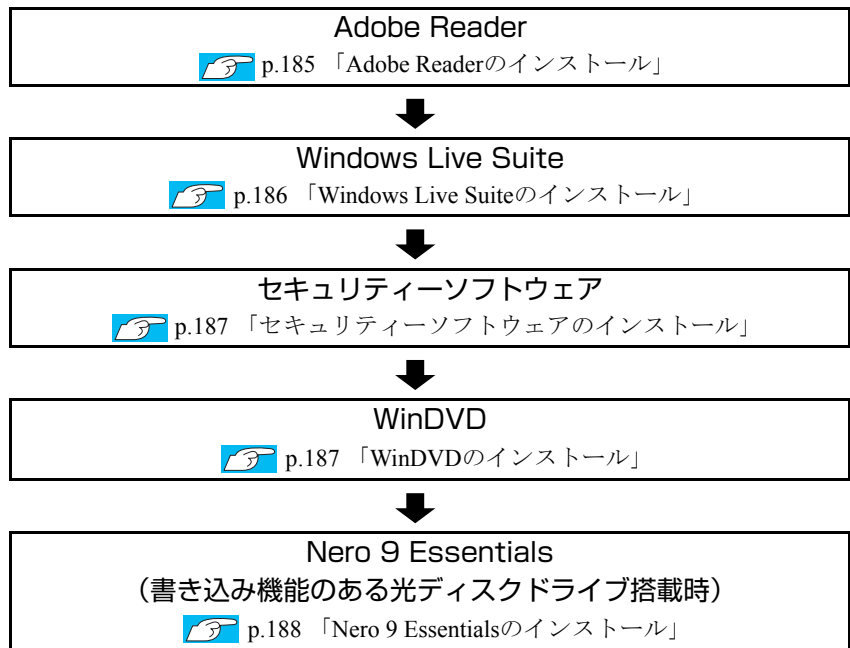 Adobe Reader
p.185 「Adobe Readerのインストール」
Windows Live Suite
p.186 「Windows Live Suiteのインストール」
セキュリティーソフトウェア
p.187 「セキュリティーソフトウェアのインストール」
WinDVD
p.187 「WinDVDのインストール」
Nero 9 Essentials
（書き込み機能のある光ディスクドライブ搭載時）
p.188 「Nero 9 Essentialsのインストール」